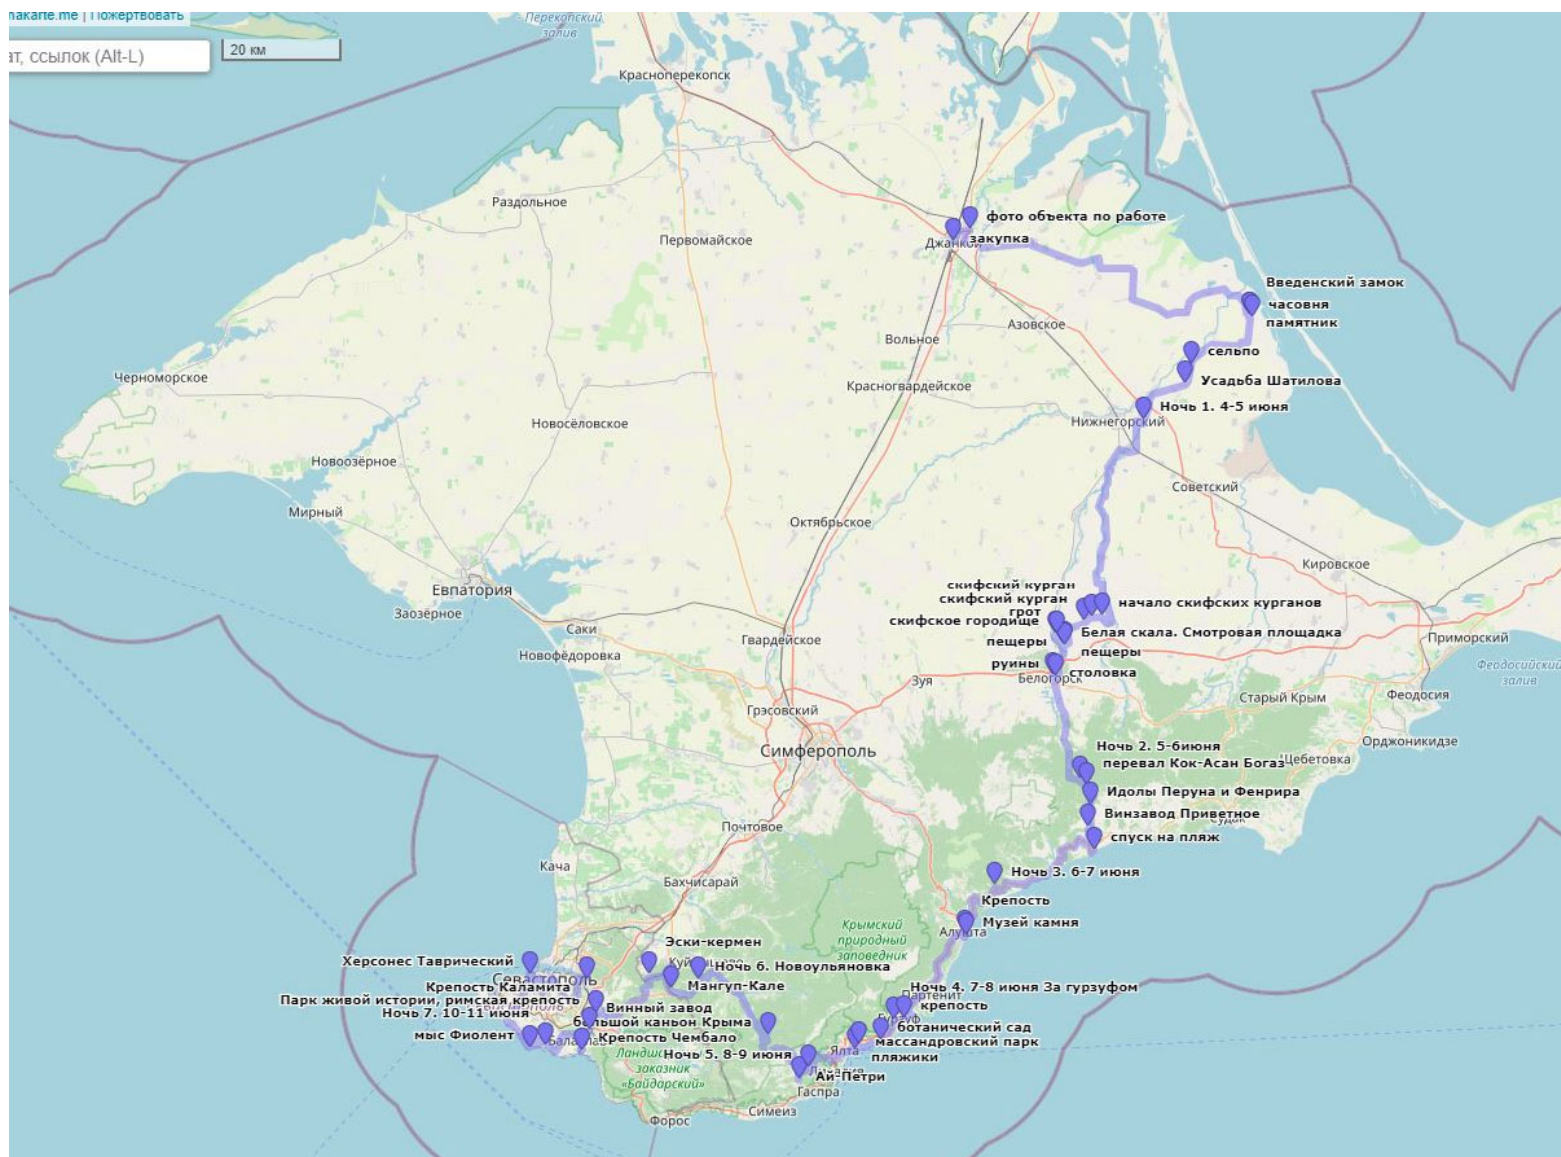 nakarte.me | Пожертвовать
ат, ссылок (Alt-L)
20 км
Перекопский залив
Красноперекопск
Раздольное
Первомайское
фото объекта по работе
закупка
Введенский замок
часовня
памятник
Азовское
Вольное
сельпо
Черноморское
Красногвардейское
Усадьба Шатилова
Ночь 1. 4-5 июня
Новосёловское
Нижнегорский
Новоозёрное
Советский
Мирный
Октябрьское
Кировское
Евпатория
скифский курган
скифский курган
начало скифских курганов
грот
Заозёрное
скифское городище
Саки
Гвардейское
Белая скала. Смотровая площадка
Приморский
пещеры
пещеры
Новофёдоровка
руины
столовка
Феодосийский
залив
Зуя
Белогорск
Старый Крым
Феодосия
Грэсовский
Симферополь
Орджоникидзе
Ночь 2. 5-6июня
Щебетовка
перевал Кок-Асан Богаз
Идолы Перуна и Фенрира
Винзавод Приветное
Судак
Почтовое
спуск на пляж
Кача
Ночь 3. 6-7 июня
Бахчисарай
Крепость
Музей камня
Алушта
Крымский
природный
заповедник
Эски-кермен
Херсонес Таврический
Ночь 6. Новоульяновка
Севастополь
Мангуп-Кале
Крепость Каламита
Ночь 4. 7-8 июня За гурзуфом
Партенит
Парк живой истории, римская крепость
крепость
Винный завод
Ночь 7. 10-11 июня
Гурзуф
большой каньон Крыма
ботанический сад
мыс Фиолент
Крепость Чембало
массандровский парк
Ялта
Ночь 5. 8-9 июня
пляжики
заказник
«Байдарский»
Ай-Петри
Гаспра
Симеиз
Форос